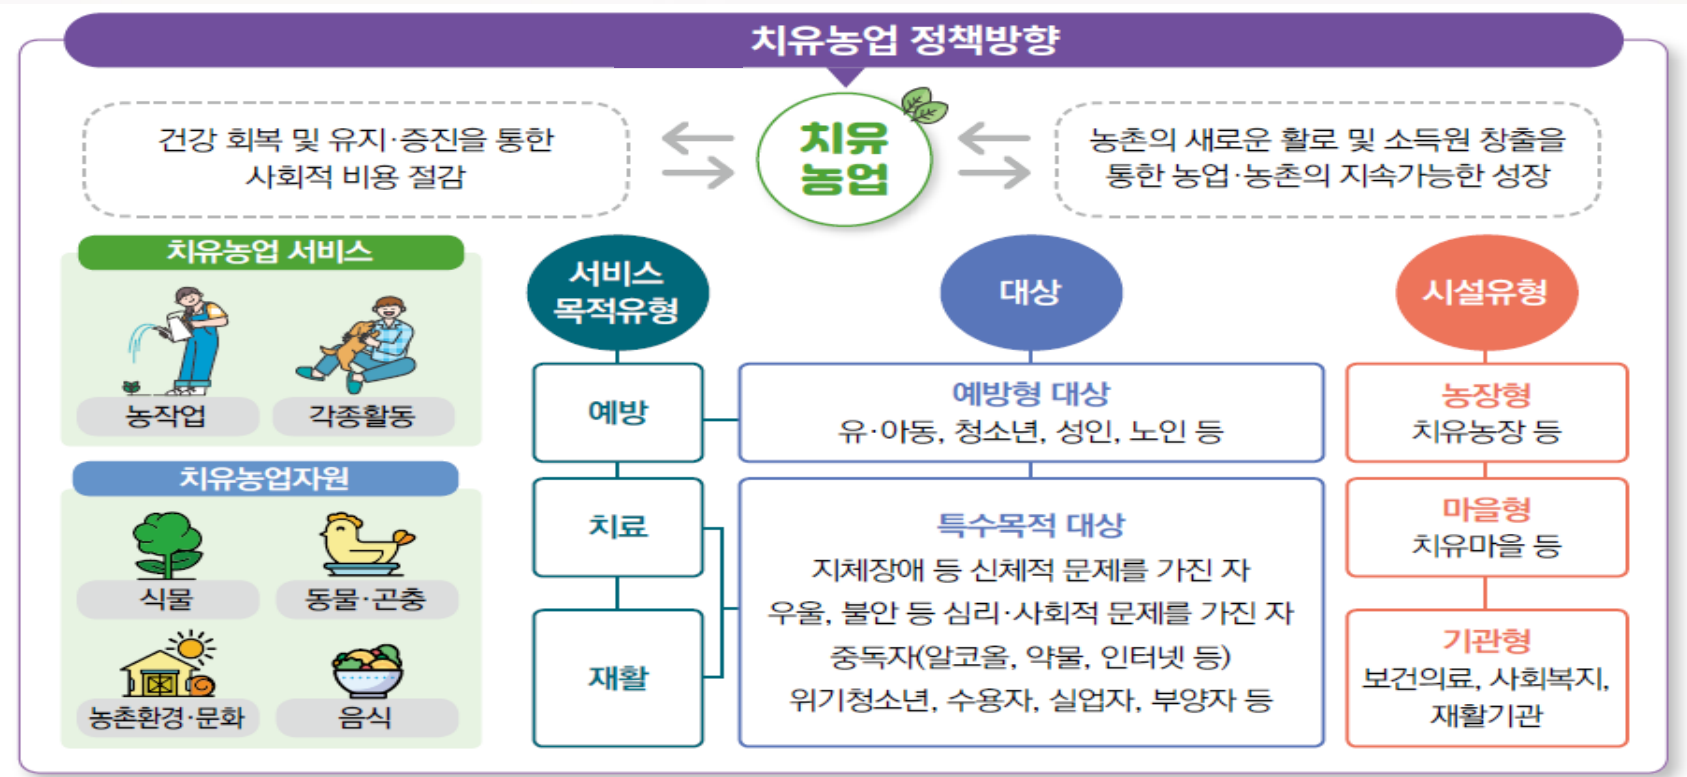 치유농업 정책방향
건강 회복 및 유지·증진을 통한
사회적 비용 절감
치유
농업
농촌의 새로운 활로 및 소득원 창출을
통한 농업·농촌의 지속가능한 성장
치유농업 서비스
농작업
각종활동
치유농업자원
식물
동물·곤충
농촌환경·문화
음식
서비스
목적유형
예방
치료
재활
대상
예방형 대상
유·아동, 청소년, 성인, 노인 등
특수목적 대상
지체장애 등 신체적 문제를 가진 자
우울, 불안 등 심리·사회적 문제를 가진 자
중독자(알코올, 약물, 인터넷 등)
위기청소년, 수용자, 실업자, 부양자 등
시설유형
농장형
치유농장 등
마을형
치유마을 등
기관형
보건의료, 사회복지,
재활기관